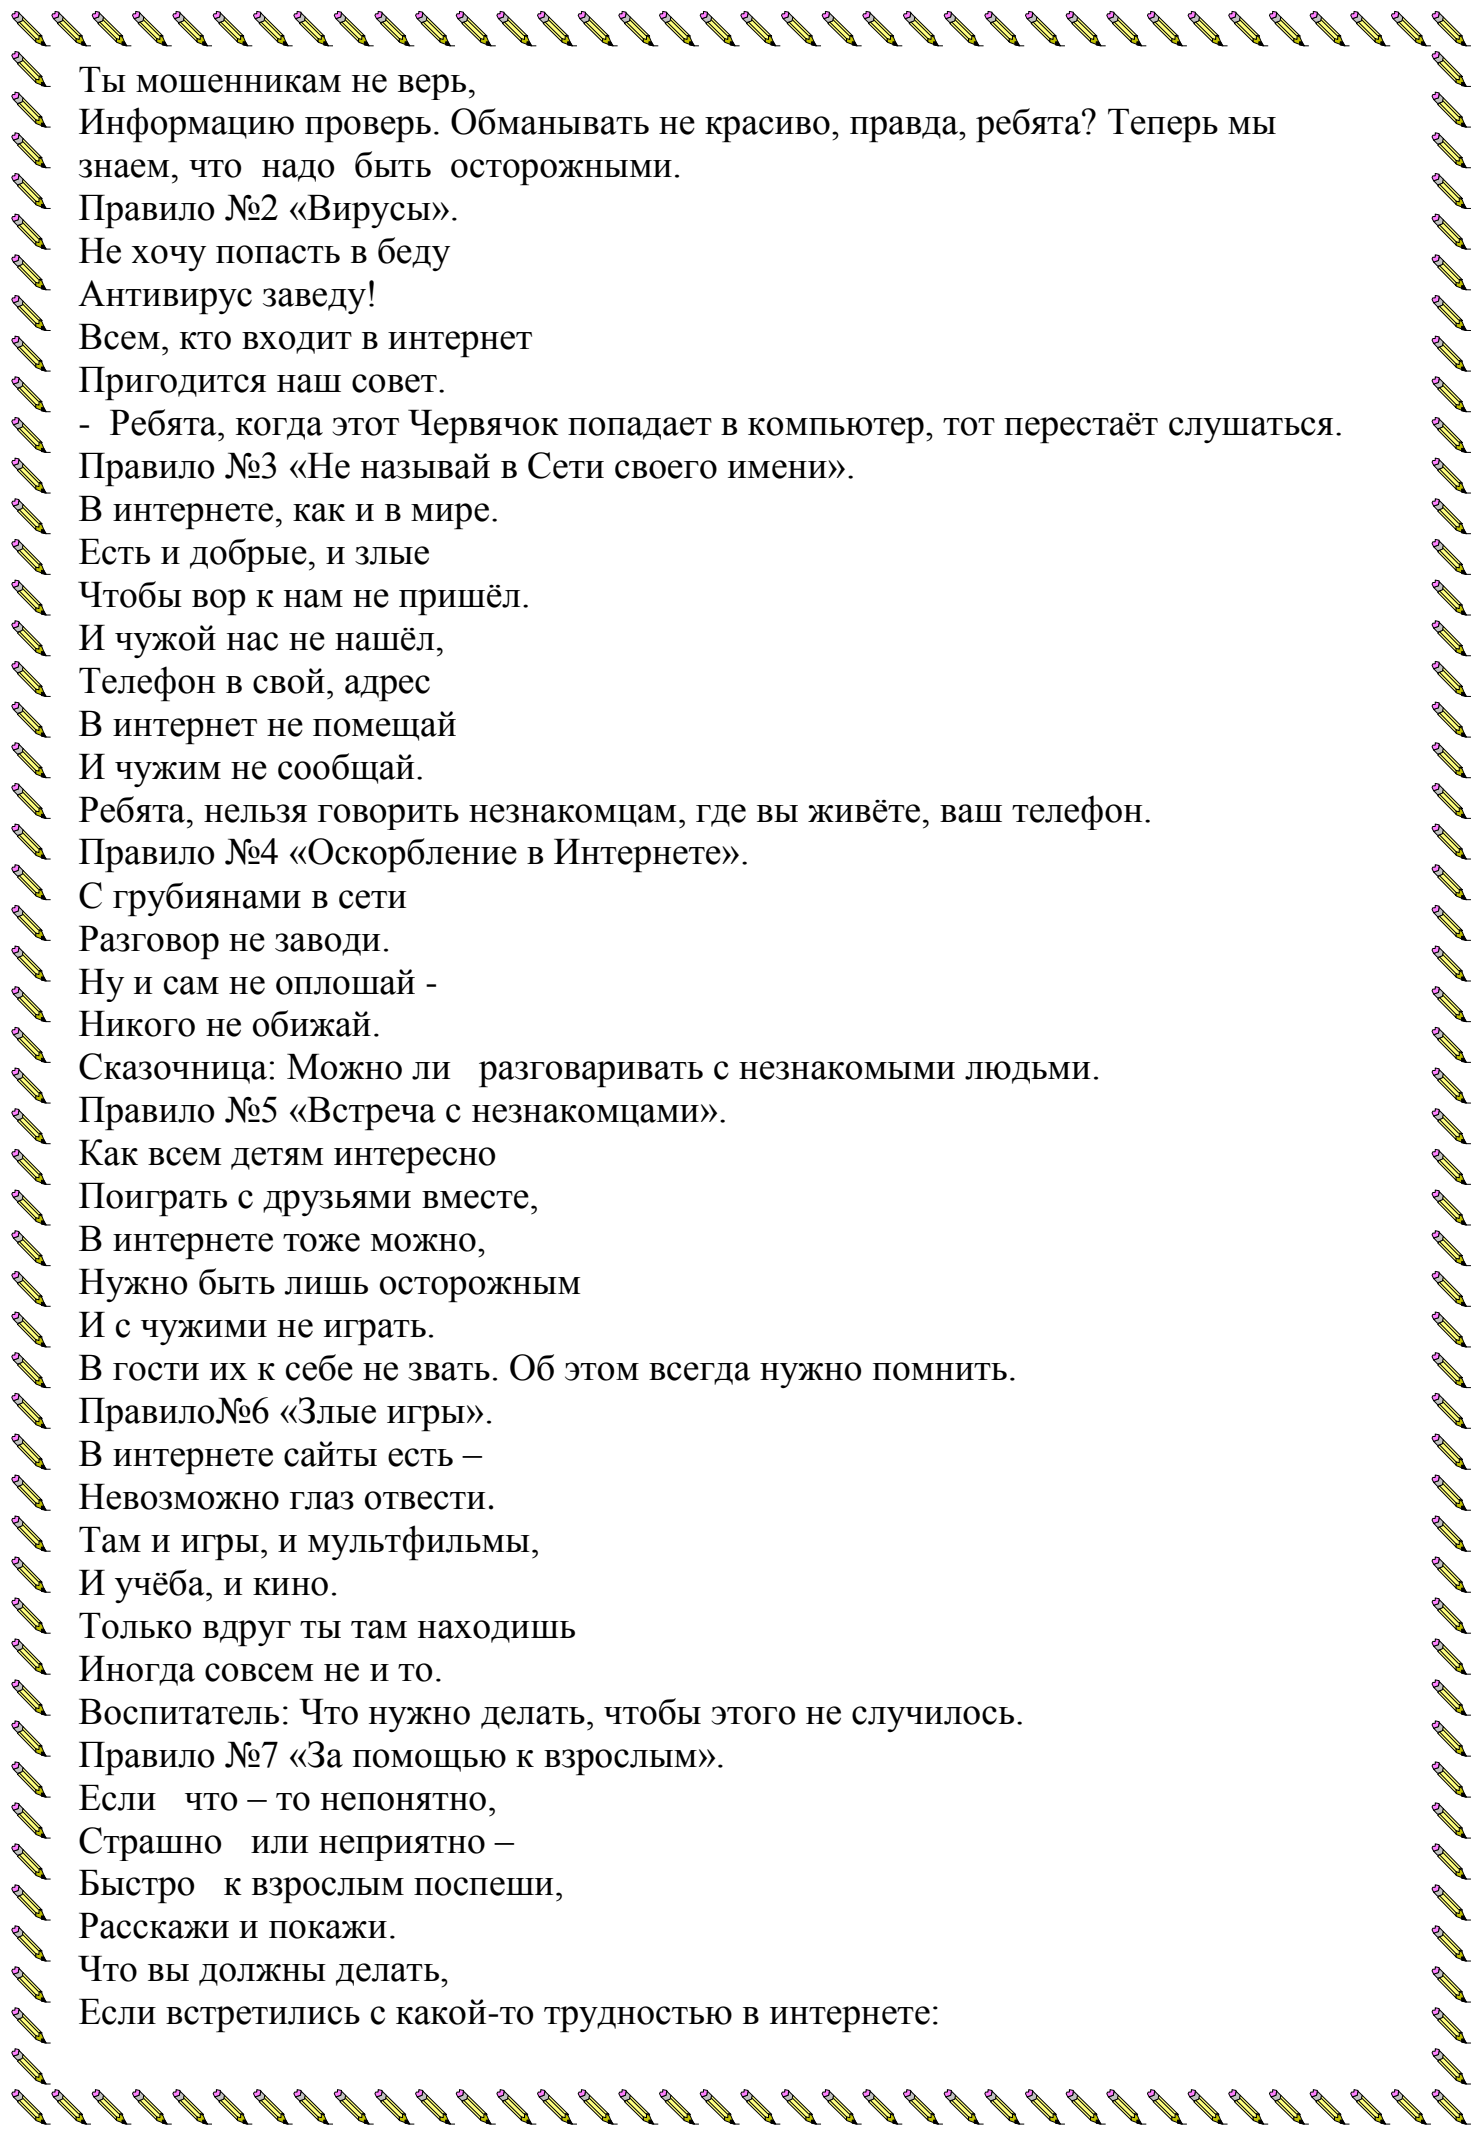 Ты мошенникам не верь,
Информацию проверь. Обманывать не красиво, правда, ребята? Теперь мы
знаем, что  надо  быть  осторожными.
Правило №2 «Вирусы».
Не хочу попасть в беду
Антивирус заведу!
Всем, кто входит в интернет
Пригодится наш совет.
-  Ребята, когда этот Червячок попадает в компьютер, тот перестаёт слушаться.
Правило №3 «Не называй в Сети своего имени».
В интернете, как и в мире.
Есть и добрые, и злые
Чтобы вор к нам не пришёл.
И чужой нас не нашёл,
Телефон в свой, адрес
В интернет не помещай
И чужим не сообщай.
Ребята, нельзя говорить незнакомцам, где вы живёте, ваш телефон.
Правило №4 «Оскорбление в Интернете».
С грубиянами в сети
Разговор не заводи.
Ну и сам не оплошай -
Никого не обижай.
Сказочница: Можно ли   разговаривать с незнакомыми людьми.
Правило №5 «Встреча с незнакомцами».
Как всем детям интересно
Поиграть с друзьями вместе,
В интернете тоже можно,
Нужно быть лишь осторожным
И с чужими не играть.
В гости их к себе не звать. Об этом всегда нужно помнить.
Правило№6 «Злые игры».
В интернете сайты есть –
Невозможно глаз отвести.
Там и игры, и мультфильмы,
И учёба, и кино.
Только вдруг ты там находишь
Иногда совсем не и то.
Воспитатель: Что нужно делать, чтобы этого не случилось.
Правило №7 «За помощью к взрослым».
Если   что – то непонятно,
Страшно   или неприятно –
Быстро   к взрослым поспеши,
Расскажи и покажи.
Что вы должны делать,
Если встретились с какой-то трудностью в интернете: